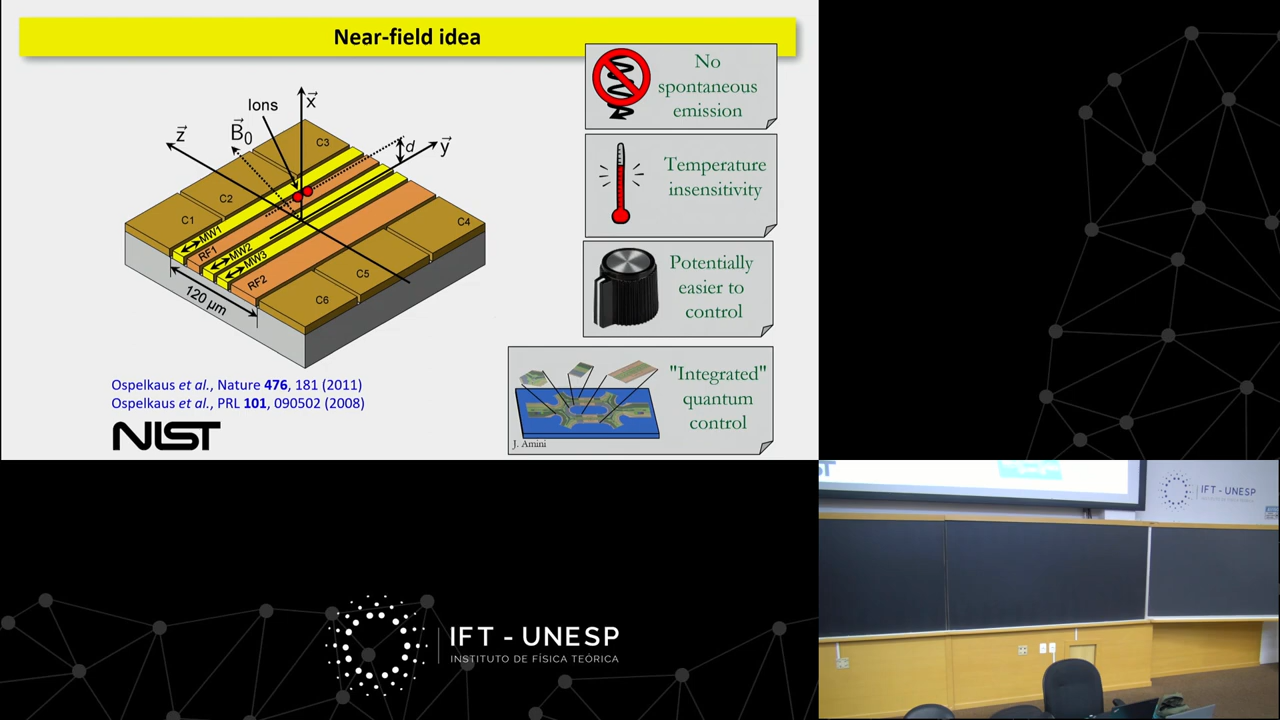 Near-field idea
Ions
x
z
B0
d
y
C3
C2
C1
C4
MW1
RF1
MW2
MW3
RF2
C5
C6
120 µm
No
spontaneous
emission
Temperature
insensitivity
Potentially
easier to
control
"Integrated"
quantum
control
J. Amini
Ospelkaus et al., Nature 476, 181 (2011)
Ospelkaus et al., PRL 101, 090502 (2008)
NIST
IFT - UNESP
IFT - UNESP
INSTITUTO DE FÍSICA TEÓRICA